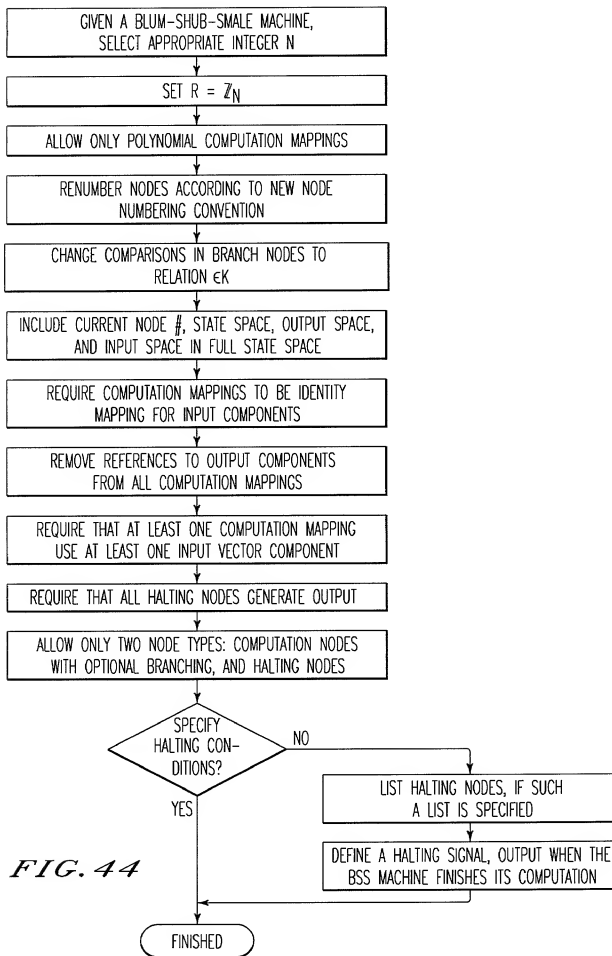 GIVEN A BLUM-SHUB-SMALE MACHINE,
SELECT APPROPRIATE INTEGER N
SET R = ℤN
ALLOW ONLY POLYNOMIAL COMPUTATION MAPPINGS
RENUMBER NODES ACCORDING TO NEW NODE
NUMBERING CONVENTION
CHANGE COMPARISONS IN BRANCH NODES TO
RELATION ϵK
INCLUDE CURRENT NODE #, STATE SPACE, OUTPUT SPACE,
AND INPUT SPACE IN FULL STATE SPACE
REQUIRE COMPUTATION MAPPINGS TO BE IDENTITY
MAPPING FOR INPUT COMPONENTS
REMOVE REFERENCES TO OUTPUT COMPONENTS
FROM ALL COMPUTATION MAPPINGS
REQUIRE THAT AT LEAST ONE COMPUTATION MAPPING
USE AT LEAST ONE INPUT VECTOR COMPONENT
REQUIRE THAT ALL HALTING NODES GENERATE OUTPUT
ALLOW ONLY TWO NODE TYPES: COMPUTATION NODES
WITH OPTIONAL BRANCHING, AND HALTING NODES
SPECIFY
HALTING CON-
DITIONS?
NO
YES
LIST HALTING NODES, IF SUCH
A LIST IS SPECIFIED
DEFINE A HALTING SIGNAL, OUTPUT WHEN THE
BSS MACHINE FINISHES ITS COMPUTATION
FIG. 44
FINISHED